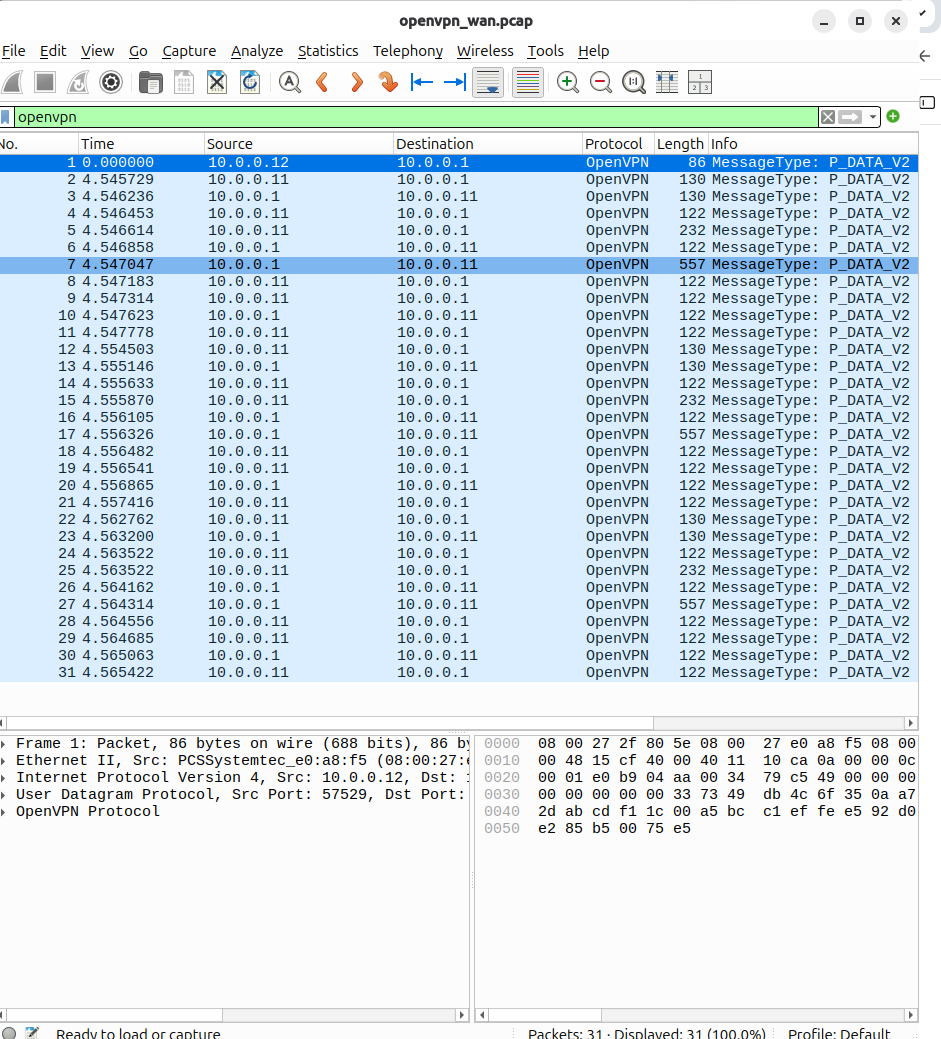 openvpn_wan.pcap
File Edit View Go Capture Analyze Statistics Telephony Wireless Tools Help
openvpn
No. Time Source Destination Protocol Length Info
1 0.000000 10.0.0.12 10.0.0.1 OpenVPN 86 MessageType: P_DATA_V2
2 4.545729 10.0.0.11 10.0.0.1 OpenVPN 130 MessageType: P_DATA_V2
3 4.546236 10.0.0.1 10.0.0.11 OpenVPN 130 MessageType: P_DATA_V2
4 4.546453 10.0.0.11 10.0.0.1 OpenVPN 122 MessageType: P_DATA_V2
5 4.546614 10.0.0.11 10.0.0.1 OpenVPN 232 MessageType: P_DATA_V2
6 4.546858 10.0.0.1 10.0.0.11 OpenVPN 122 MessageType: P_DATA_V2
7 4.547047 10.0.0.1 10.0.0.11 OpenVPN 557 MessageType: P_DATA_V2
8 4.547183 10.0.0.11 10.0.0.1 OpenVPN 122 MessageType: P_DATA_V2
9 4.547314 10.0.0.11 10.0.0.1 OpenVPN 122 MessageType: P_DATA_V2
10 4.547623 10.0.0.1 10.0.0.11 OpenVPN 122 MessageType: P_DATA_V2
11 4.547778 10.0.0.11 10.0.0.1 OpenVPN 122 MessageType: P_DATA_V2
12 4.554503 10.0.0.11 10.0.0.1 OpenVPN 130 MessageType: P_DATA_V2
13 4.555146 10.0.0.1 10.0.0.11 OpenVPN 130 MessageType: P_DATA_V2
14 4.555633 10.0.0.11 10.0.0.1 OpenVPN 122 MessageType: P_DATA_V2
15 4.555870 10.0.0.11 10.0.0.1 OpenVPN 232 MessageType: P_DATA_V2
16 4.556105 10.0.0.1 10.0.0.11 OpenVPN 122 MessageType: P_DATA_V2
17 4.556326 10.0.0.1 10.0.0.11 OpenVPN 557 MessageType: P_DATA_V2
18 4.556482 10.0.0.11 10.0.0.1 OpenVPN 122 MessageType: P_DATA_V2
19 4.556541 10.0.0.11 10.0.0.1 OpenVPN 122 MessageType: P_DATA_V2
20 4.556865 10.0.0.1 10.0.0.11 OpenVPN 122 MessageType: P_DATA_V2
21 4.557416 10.0.0.11 10.0.0.1 OpenVPN 122 MessageType: P_DATA_V2
22 4.562762 10.0.0.11 10.0.0.1 OpenVPN 130 MessageType: P_DATA_V2
23 4.563200 10.0.0.1 10.0.0.11 OpenVPN 130 MessageType: P_DATA_V2
24 4.563522 10.0.0.11 10.0.0.1 OpenVPN 122 MessageType: P_DATA_V2
25 4.563522 10.0.0.11 10.0.0.1 OpenVPN 232 MessageType: P_DATA_V2
26 4.564162 10.0.0.1 10.0.0.11 OpenVPN 122 MessageType: P_DATA_V2
27 4.564314 10.0.0.1 10.0.0.11 OpenVPN 557 MessageType: P_DATA_V2
28 4.564556 10.0.0.11 10.0.0.1 OpenVPN 122 MessageType: P_DATA_V2
29 4.564685 10.0.0.11 10.0.0.1 OpenVPN 122 MessageType: P_DATA_V2
30 4.565063 10.0.0.1 10.0.0.11 OpenVPN 122 MessageType: P_DATA_V2
31 4.565422 10.0.0.11 10.0.0.1 OpenVPN 122 MessageType: P_DATA_V2
Frame 1: Packet, 86 bytes on wire (688 bits), 86 by
Ethernet II, Src: PCSSystemtec_e0:a8:f5 (08:00:27:e
Internet Protocol Version 4, Src: 10.0.0.12, Dst: 1
User Datagram Protocol, Src Port: 57529, Dst Port:
OpenVPN Protocol
0000 08 00 27 2f 80 5e 08 00 27 e0 a8 f5 08 00
0010 00 48 15 cf 40 00 40 11 10 ca 0a 00 00 0c
0020 00 01 e0 b9 04 aa 00 34 79 c5 49 00 00 00
0030 00 00 00 00 00 33 73 49 db 4c 6f 35 0a a7
0040 2d ab cd f1 1c 00 a5 bc c1 ef fe e5 92 d0
0050 e2 85 b5 00 75 e5
Ready to load or capture
Packets: 31 · Displayed: 31 (100.0%)
Profile: Default